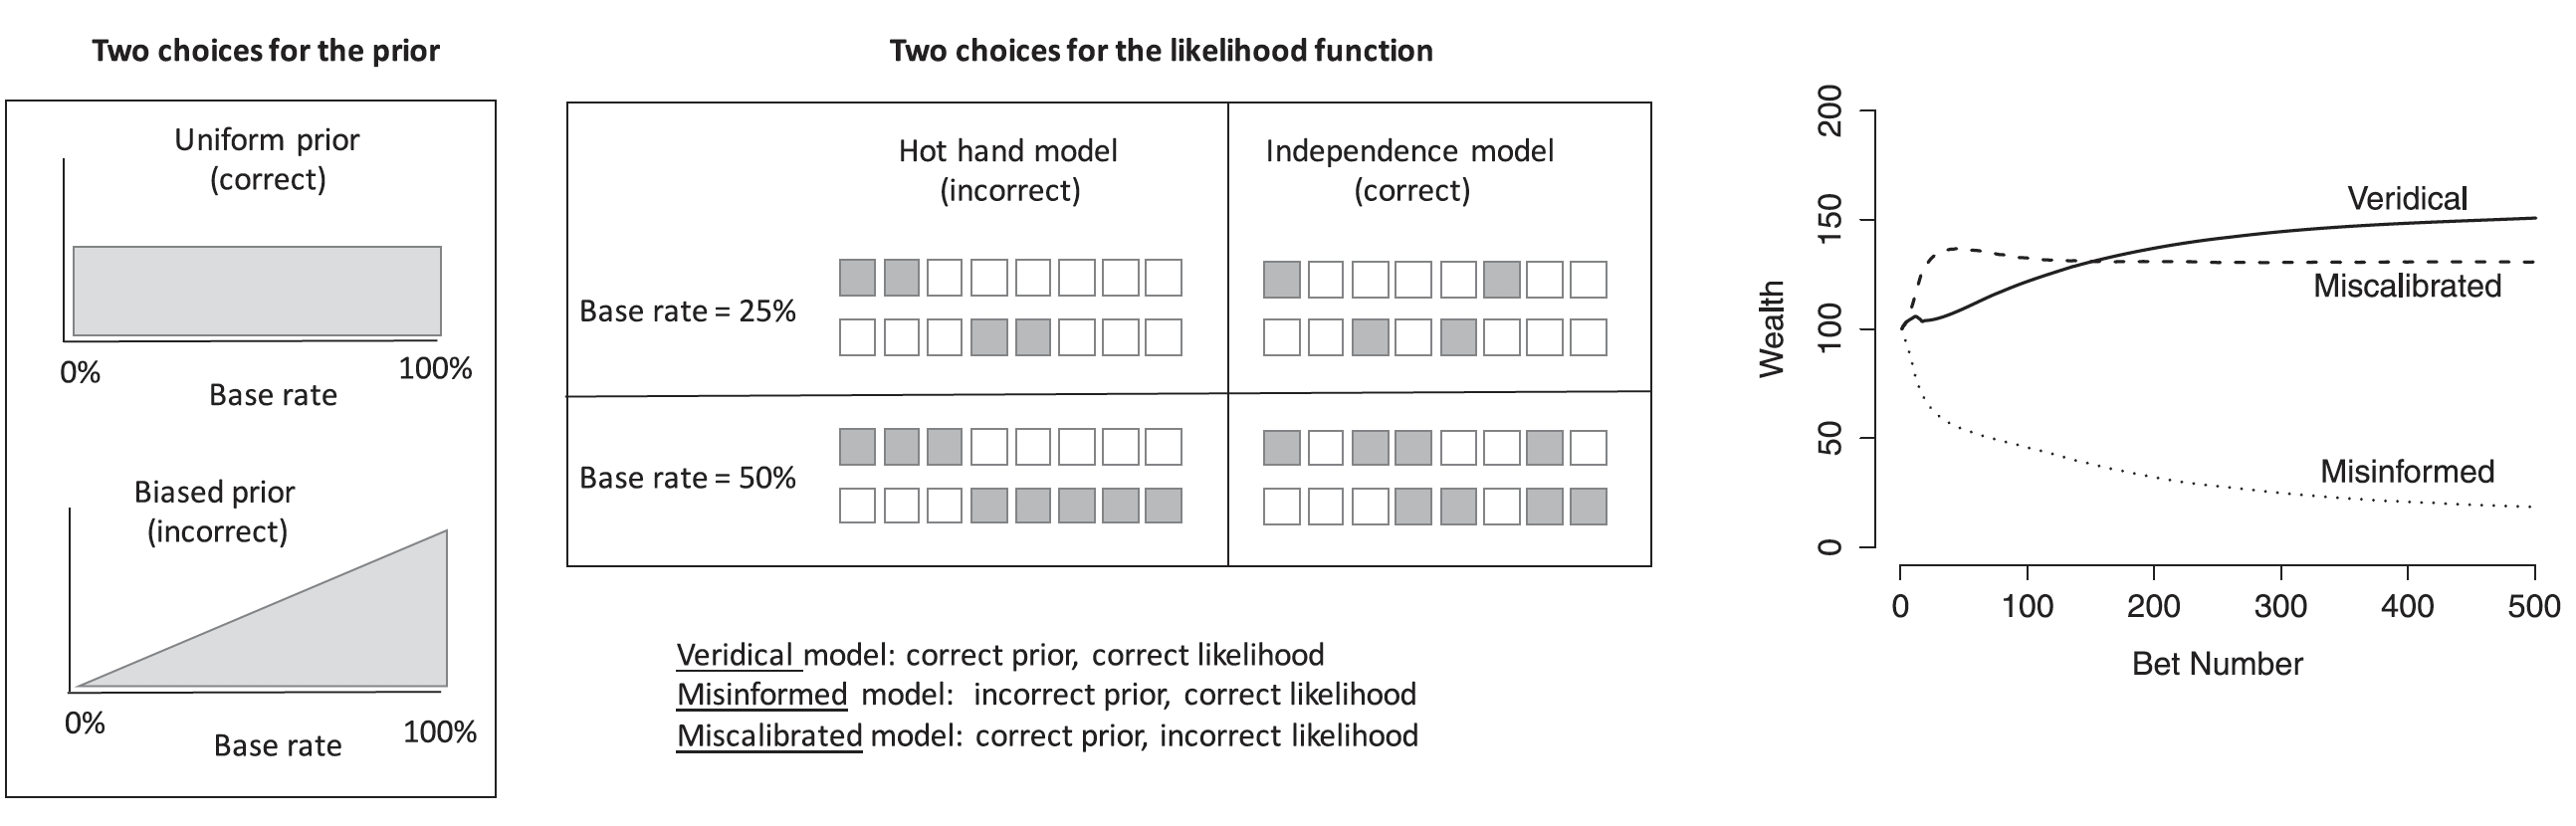 Two choices for the prior
Uniform prior
(correct)
0%
100%
Base rate
Biased prior
(incorrect)
0%
100%
Base rate
Two choices for the likelihood function
Hot hand model
(incorrect)
Independence model
(correct)
Base rate = 25%
Base rate = 50%
Veridical model: correct prior, correct likelihood
Misinformed model: incorrect prior, correct likelihood
Miscalibrated model: correct prior, incorrect likelihood
Wealth
200
150
100
50
0
Veridical
Miscalibrated
Misinformed
0 100 200 300 400 500
Bet Number